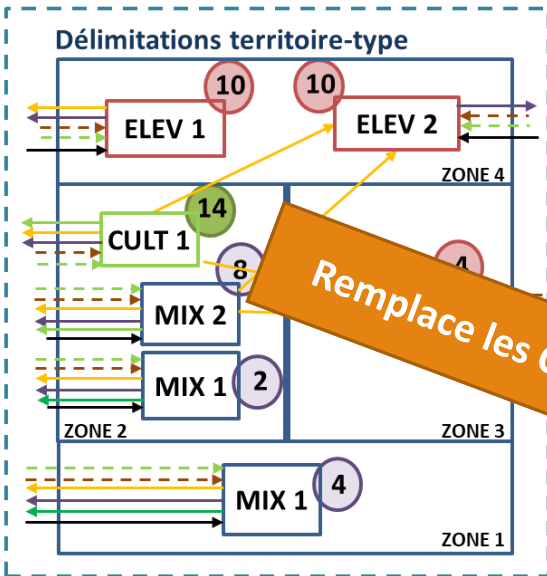 Délimitations territoire-type
10
10
ELEV 1
ELEV 2
ZONE 4
14
CULT 1
8
4
MIX 2
Remplace les
MIX 1
2
ZONE 2
ZONE 3
MIX 1
4
ZONE 1